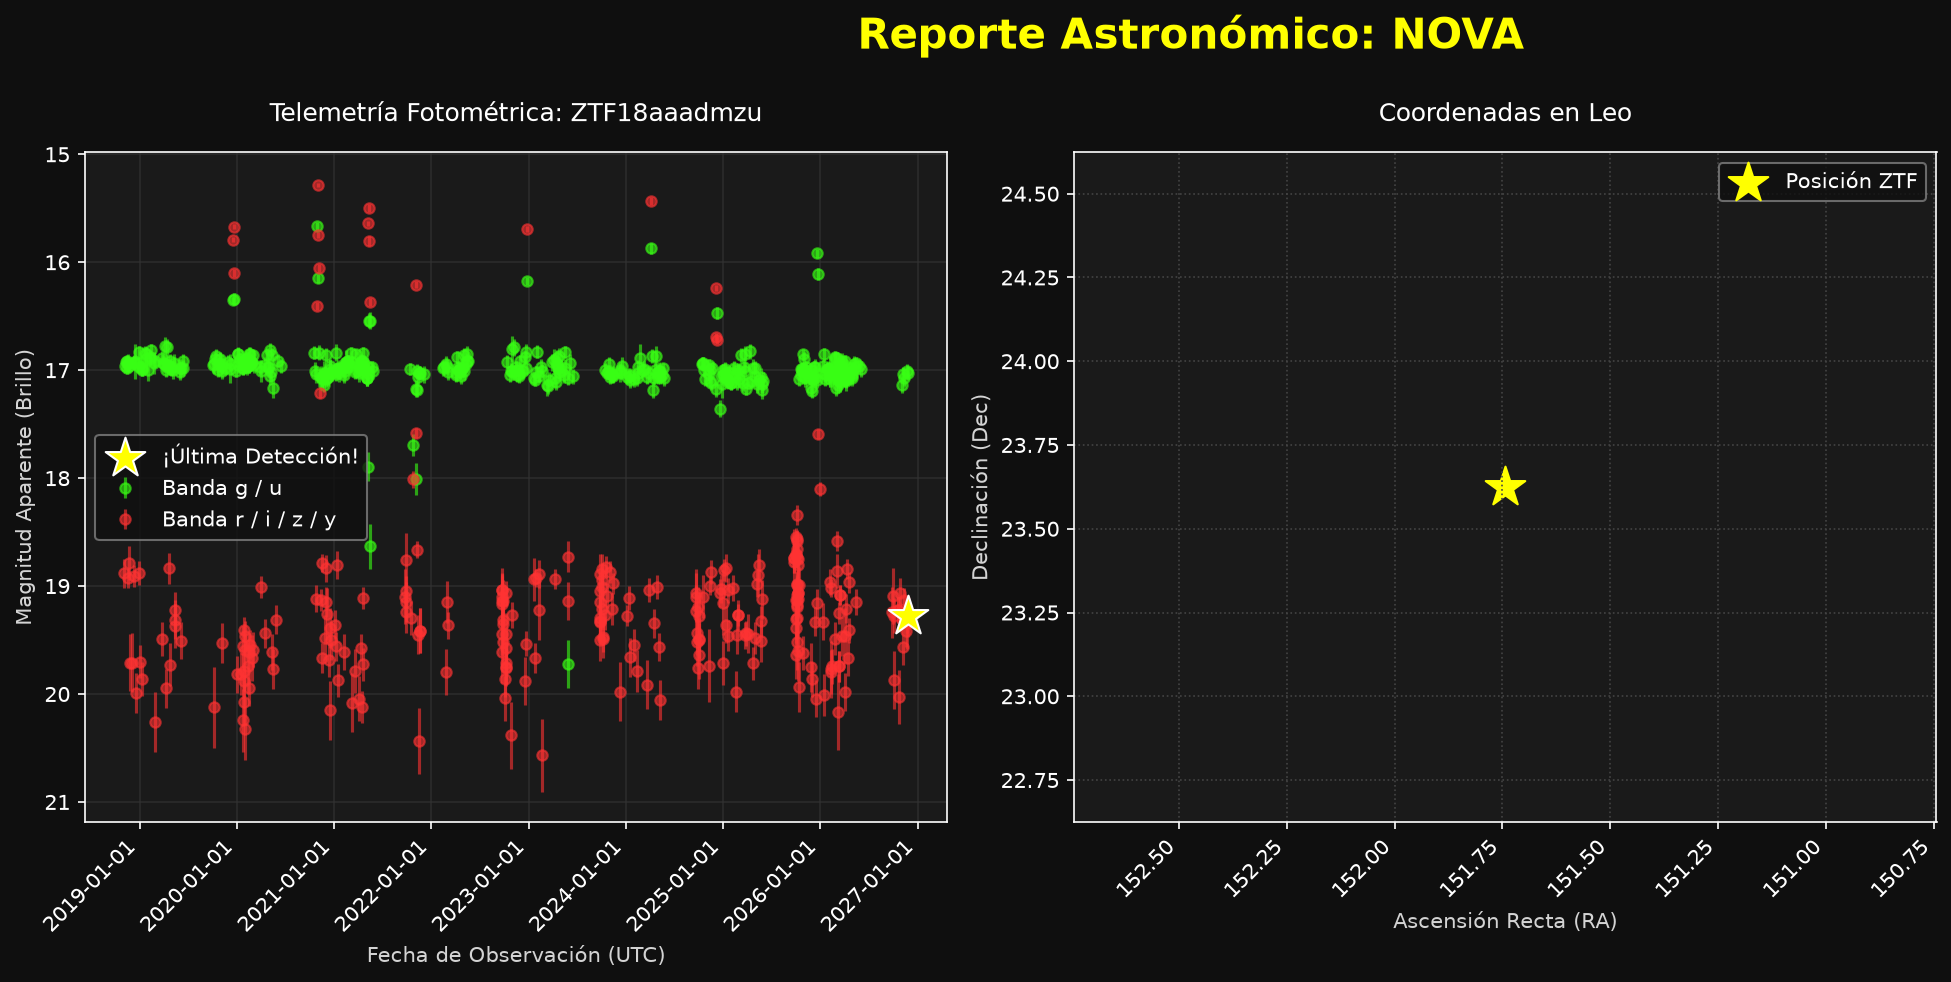 Reporte Astronómico: NOVA
Telemetría Fotométrica: ZTF18aaadmzu
Magnitud Aparente (Brillo)
15
16
17
18
19
20
21
¡Última Detección!
Banda g / u
Banda r / i / z / y
2019-01-01
2020-01-01
2021-01-01
2022-01-01
2023-01-01
2024-01-01
2025-01-01
2026-01-01
2027-01-01
Fecha de Observación (UTC)
Coordenadas en Leo
Declinación (Dec)
24.50
24.25
24.00
23.75
23.50
23.25
23.00
22.75
Posición ZTF
152.50
152.25
152.00
151.75
151.50
151.25
151.00
150.75
Ascensión Recta (RA)